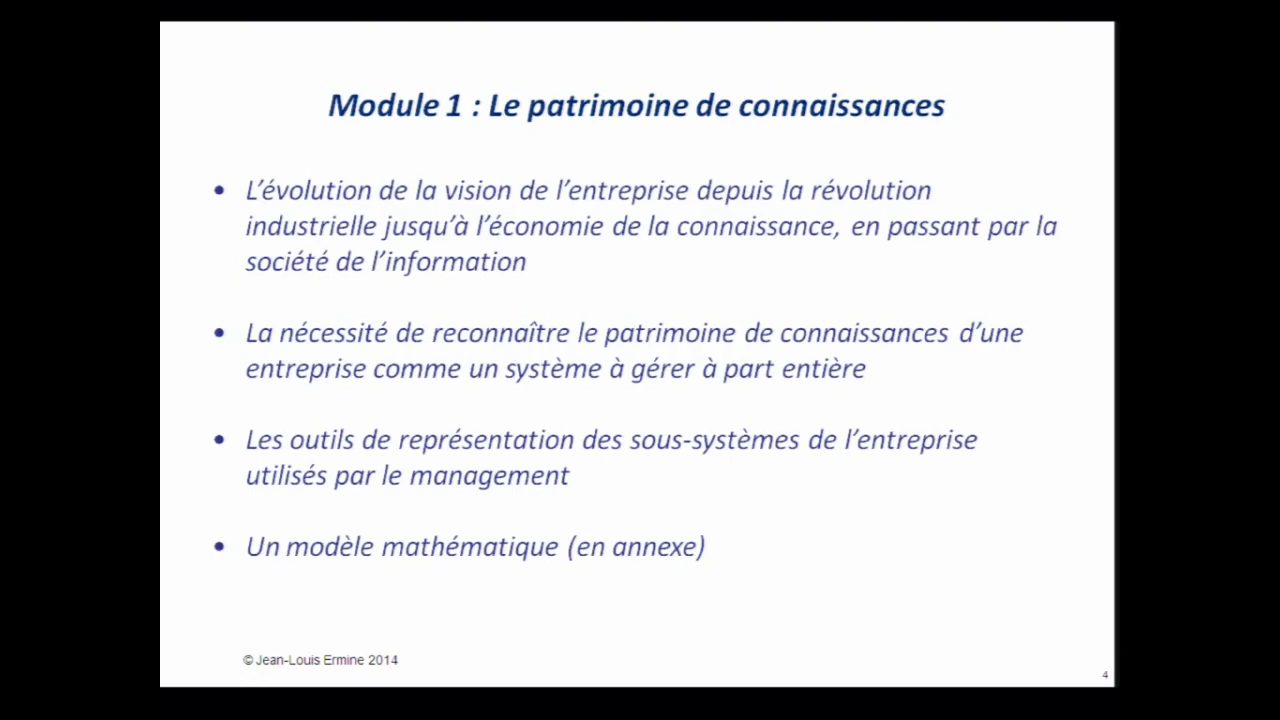 Module 1 : Le patrimoine de connaissances
• L’évolution de la vision de l’entreprise depuis la révolution
industrielle jusqu’à l’économie de la connaissance, en passant par la
société de l’information
• La nécessité de reconnaître le patrimoine de connaissances d’une
entreprise comme un système à gérer à part entière
• Les outils de représentation des sous-systèmes de l’entreprise
utilisés par le management
• Un modèle mathématique (en annexe)
© Jean-Louis Ermine 2014
4